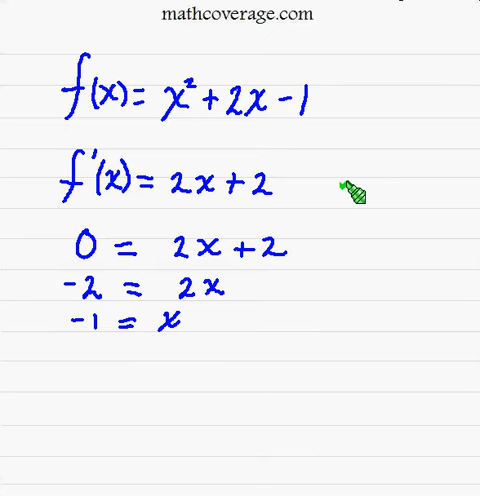 mathcoverage.com
f(x) = x² + 2x - 1
f'(x) = 2x + 2
0 = 2x + 2
-2 = 2x
-1 = x